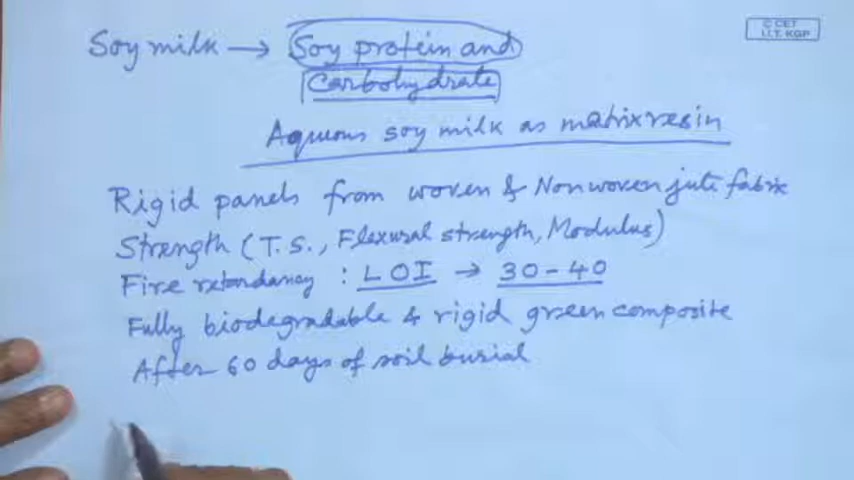 © CET
I.I.T. KGP
Soy milk → Soy protein and
Carbohydrate
Aqueous soy milk as matrix resin
Rigid panels from woven & Nonwoven jute fabric
Strength (T.S., Flexural strength, Modulus)
Fire retardancy : LOI → 30-40
Fully biodegradable & rigid green composite
After 60 days of soil burial